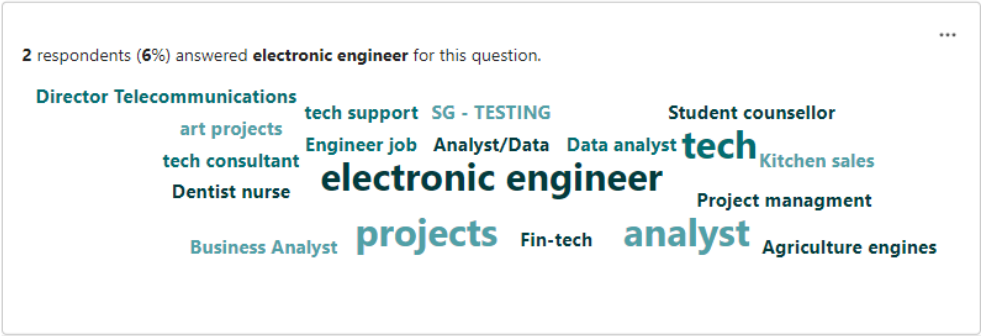 ...
2 respondents (6%) answered electronic engineer for this question.
Director Telecommunications
tech support SG - TESTING Student counsellor
art projects
Engineer job Analyst/Data Data analyst tech
tech consultant Kitchen sales
electronic engineer
Dentist nurse
Project managment
projects Fin-tech analyst
Business Analyst Agriculture engines